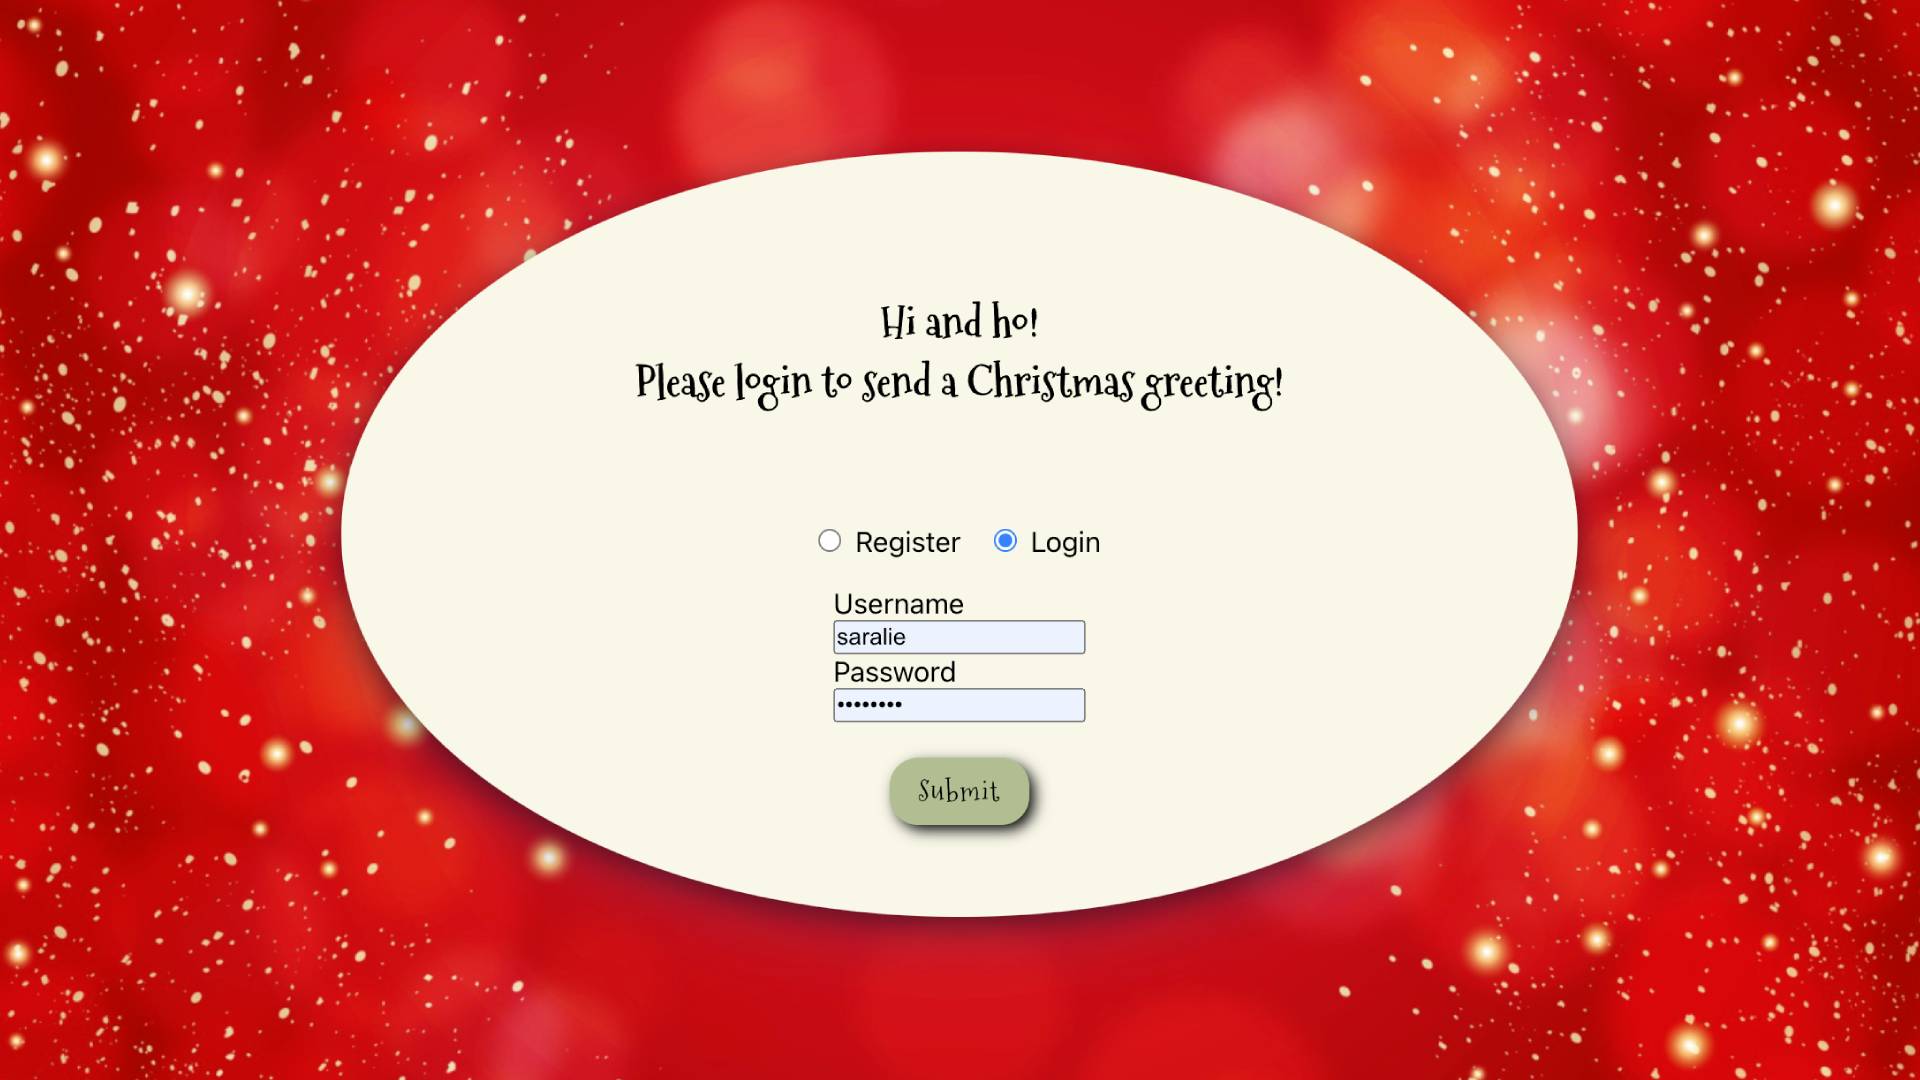 Hi and ho!
Please login to send a Christmas greeting!
Register Login
Username
saralie
Password
••••••••
Submit